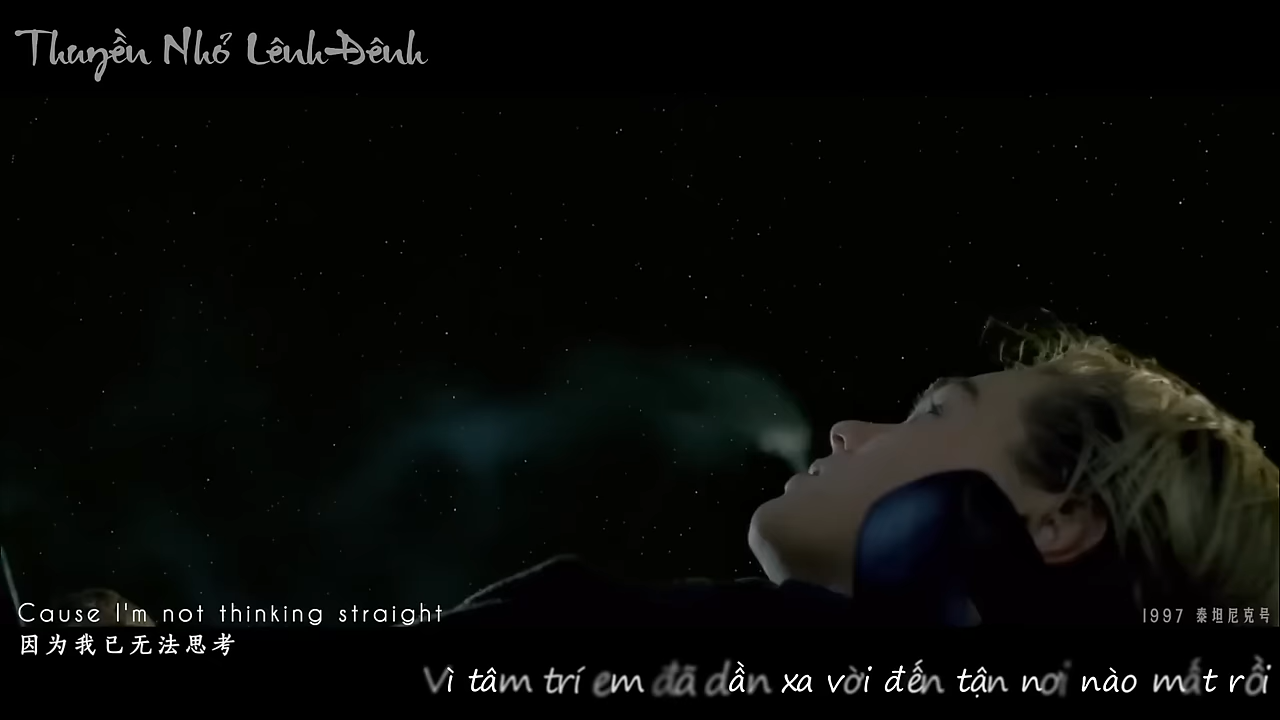 Thuyền Nhỏ Lênh Đênh
Cause I'm not thinking straight
因为我已无法思考
1997 泰坦尼克号
Vì tâm trí em đã dần xa vời đến tận nơi nào mất rồi